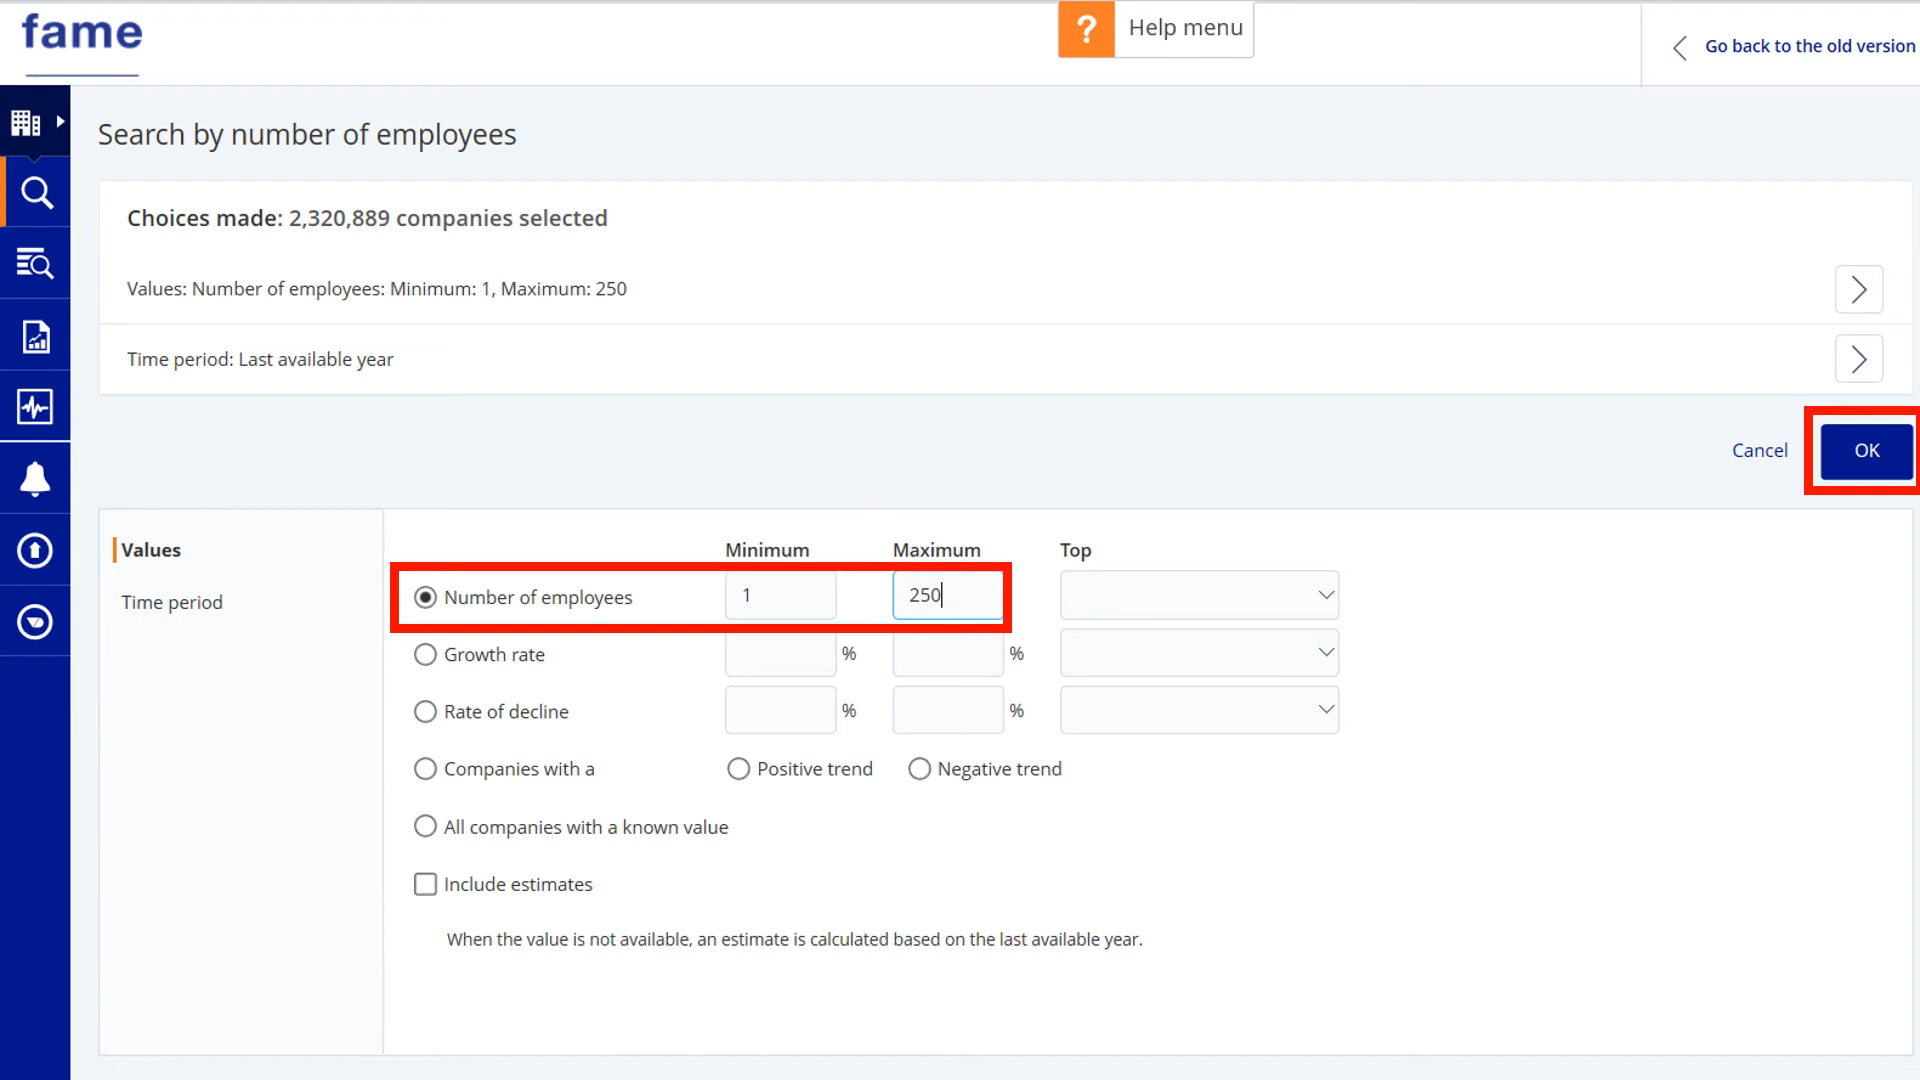 fame
? Help menu
Go back to the old version
Search by number of employees
Choices made: 2,320,889 companies selected
Values: Number of employees: Minimum: 1, Maximum: 250
Time period: Last available year
Cancel OK
Values
Time period
Minimum Maximum Top
Number of employees 1 250
Growth rate % %
Rate of decline % %
Companies with a Positive trend Negative trend
All companies with a known value
Include estimates
When the value is not available, an estimate is calculated based on the last available year.